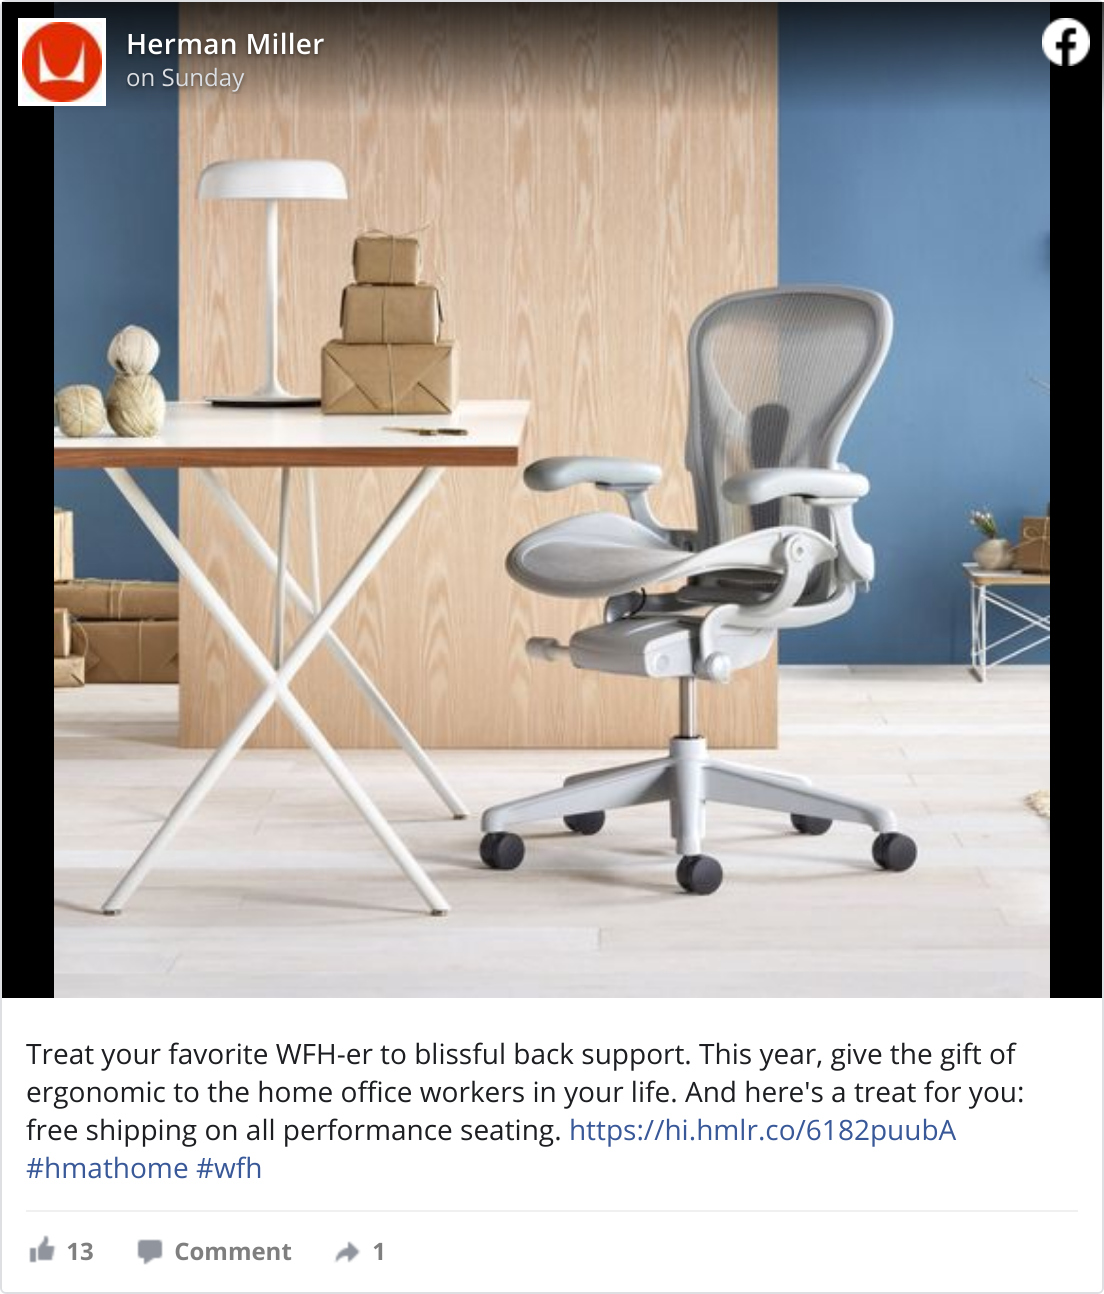 Herman Miller
on Sunday
Treat your favorite WFH-er to blissful back support. This year, give the gift of
ergonomic to the home office workers in your life. And here's a treat for you:
free shipping on all performance seating. https://hi.hmlr.co/6182puubA
#hmathome #wfh
13 Comment 1